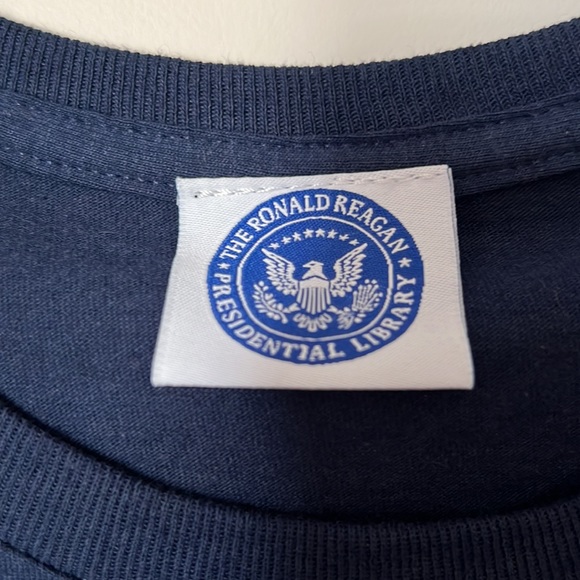 ★ THE RONALD REAGAN ★
PRESIDENTIAL LIBRARY